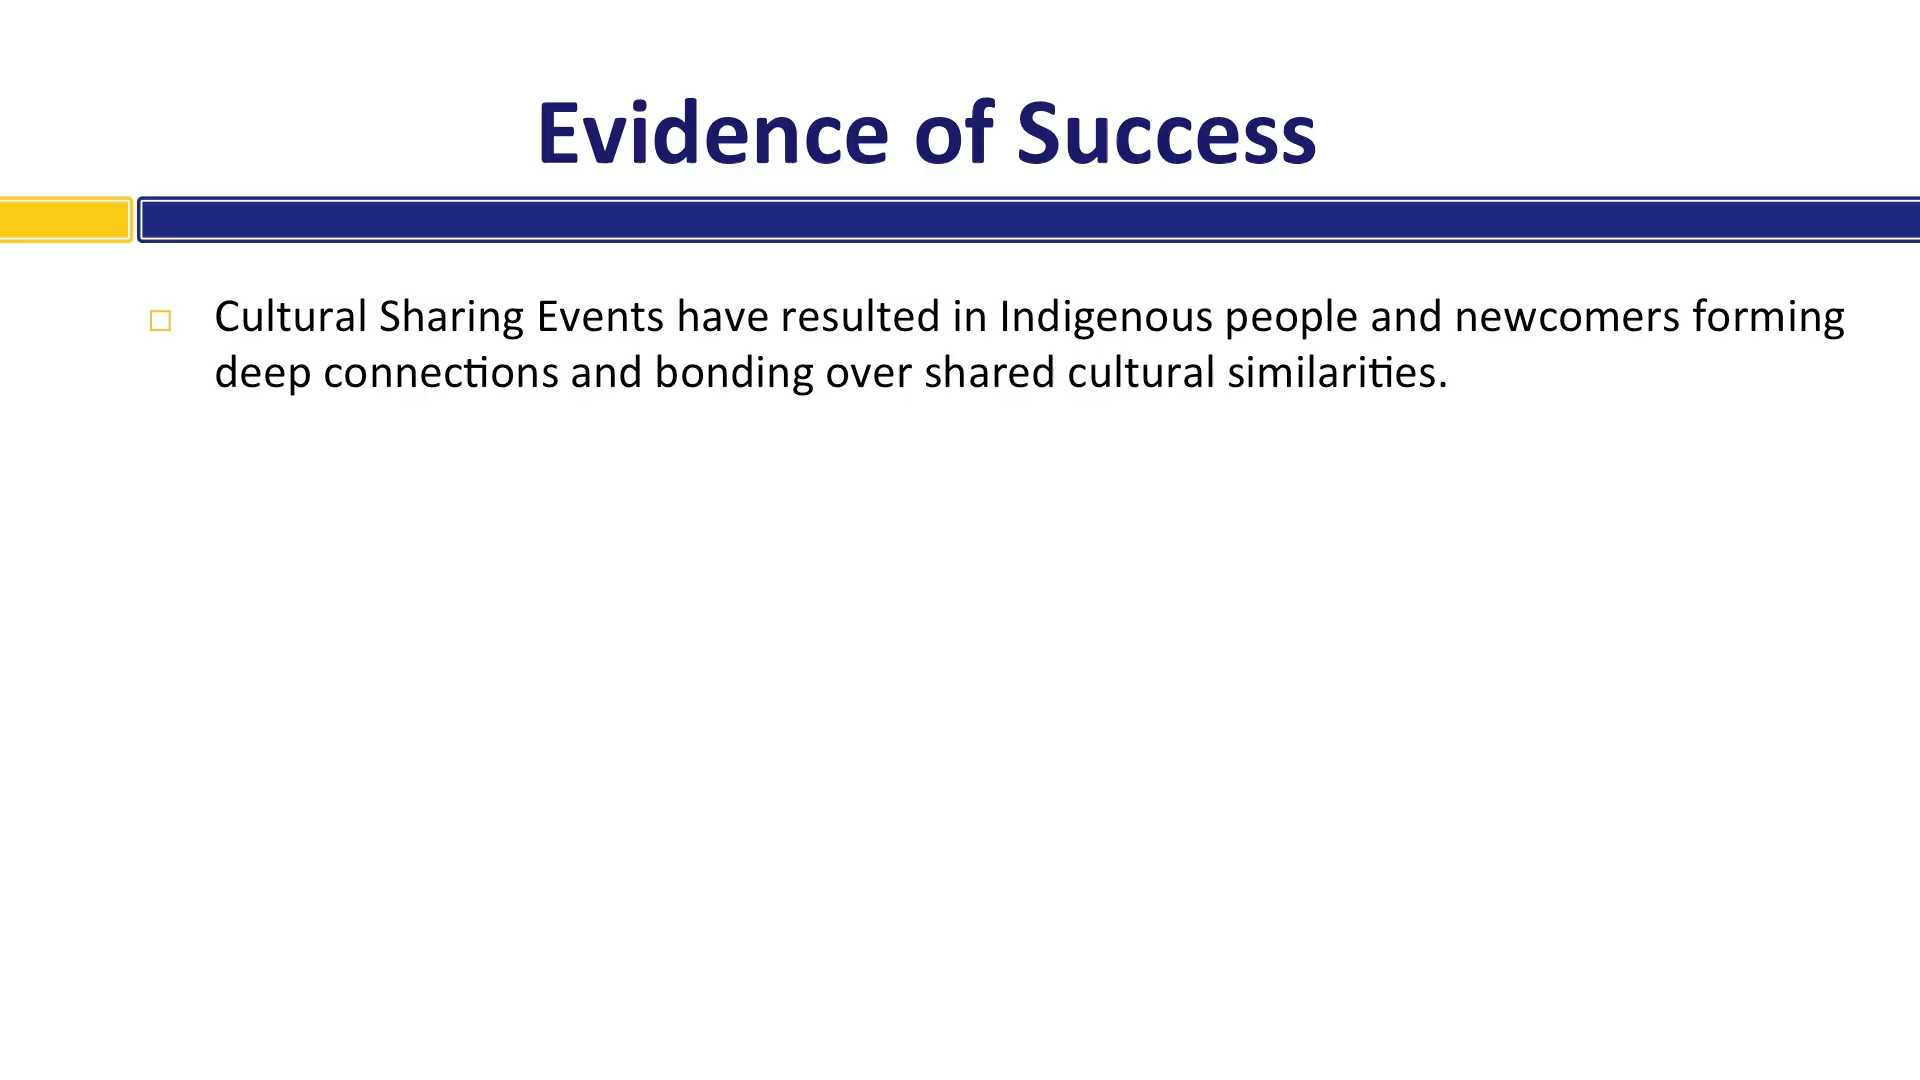 Evidence of Success
Cultural Sharing Events have resulted in Indigenous people and newcomers forming
deep connections and bonding over shared cultural similarities.